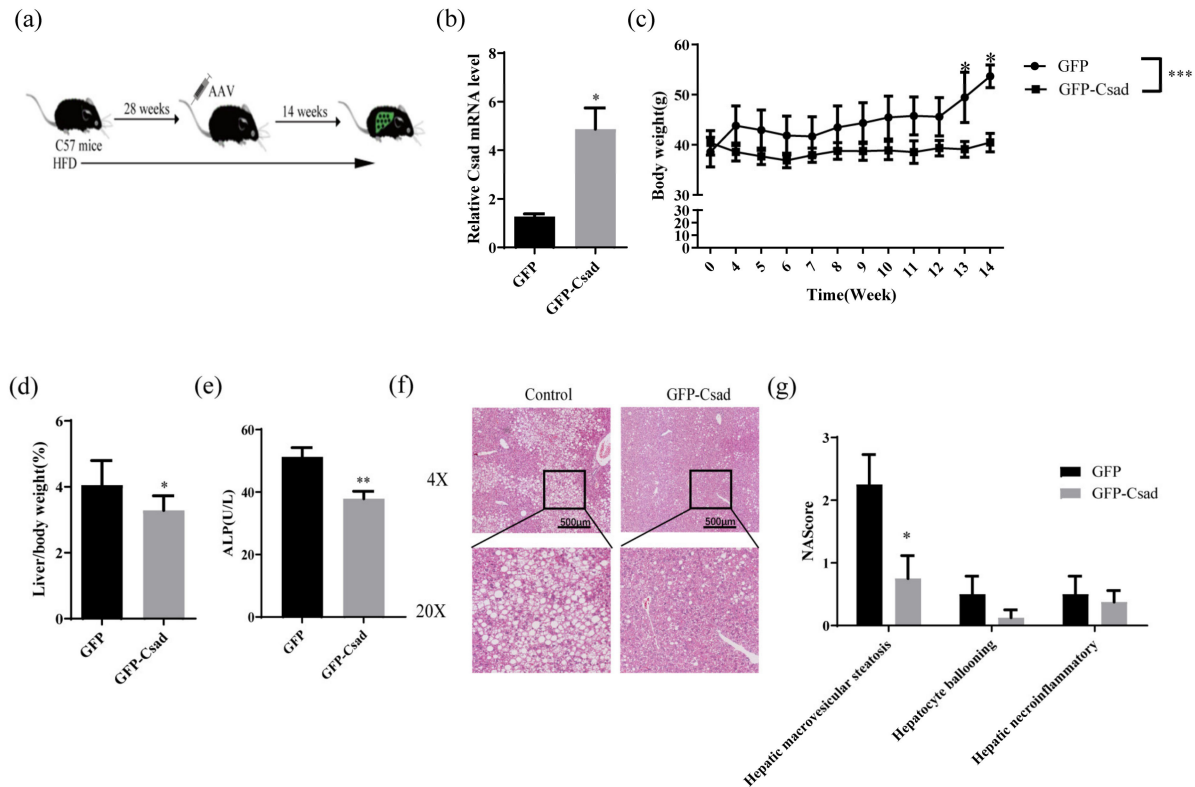 (a)
AAV
28 weeks
14 weeks
C57 mice
HFD
(b)
Relative Csad mRNA level
8
6
4
2
0
*
GFP
GFP-Csad
(c)
Body weight(g)
60
50
40
30
30
20
10
0
* *
0 4 5 6 7 8 9 10 11 12 13 14
Time(Week)
GFP
GFP-Csad
***
(d)
Liver/body weight(%)
6
4
2
0
*
GFP
GFP-Csad
(e)
ALP(U/L)
60
40
20
0
**
GFP
GFP-Csad
(f)
Control GFP-Csad
4X
500μm 500μm
20X
(g)
NAScore
3
2
1
0
*
GFP
GFP-Csad
Hepatic macrovesicular steatosis
Hepatocyte ballooning
Hepatic necroinflammatory